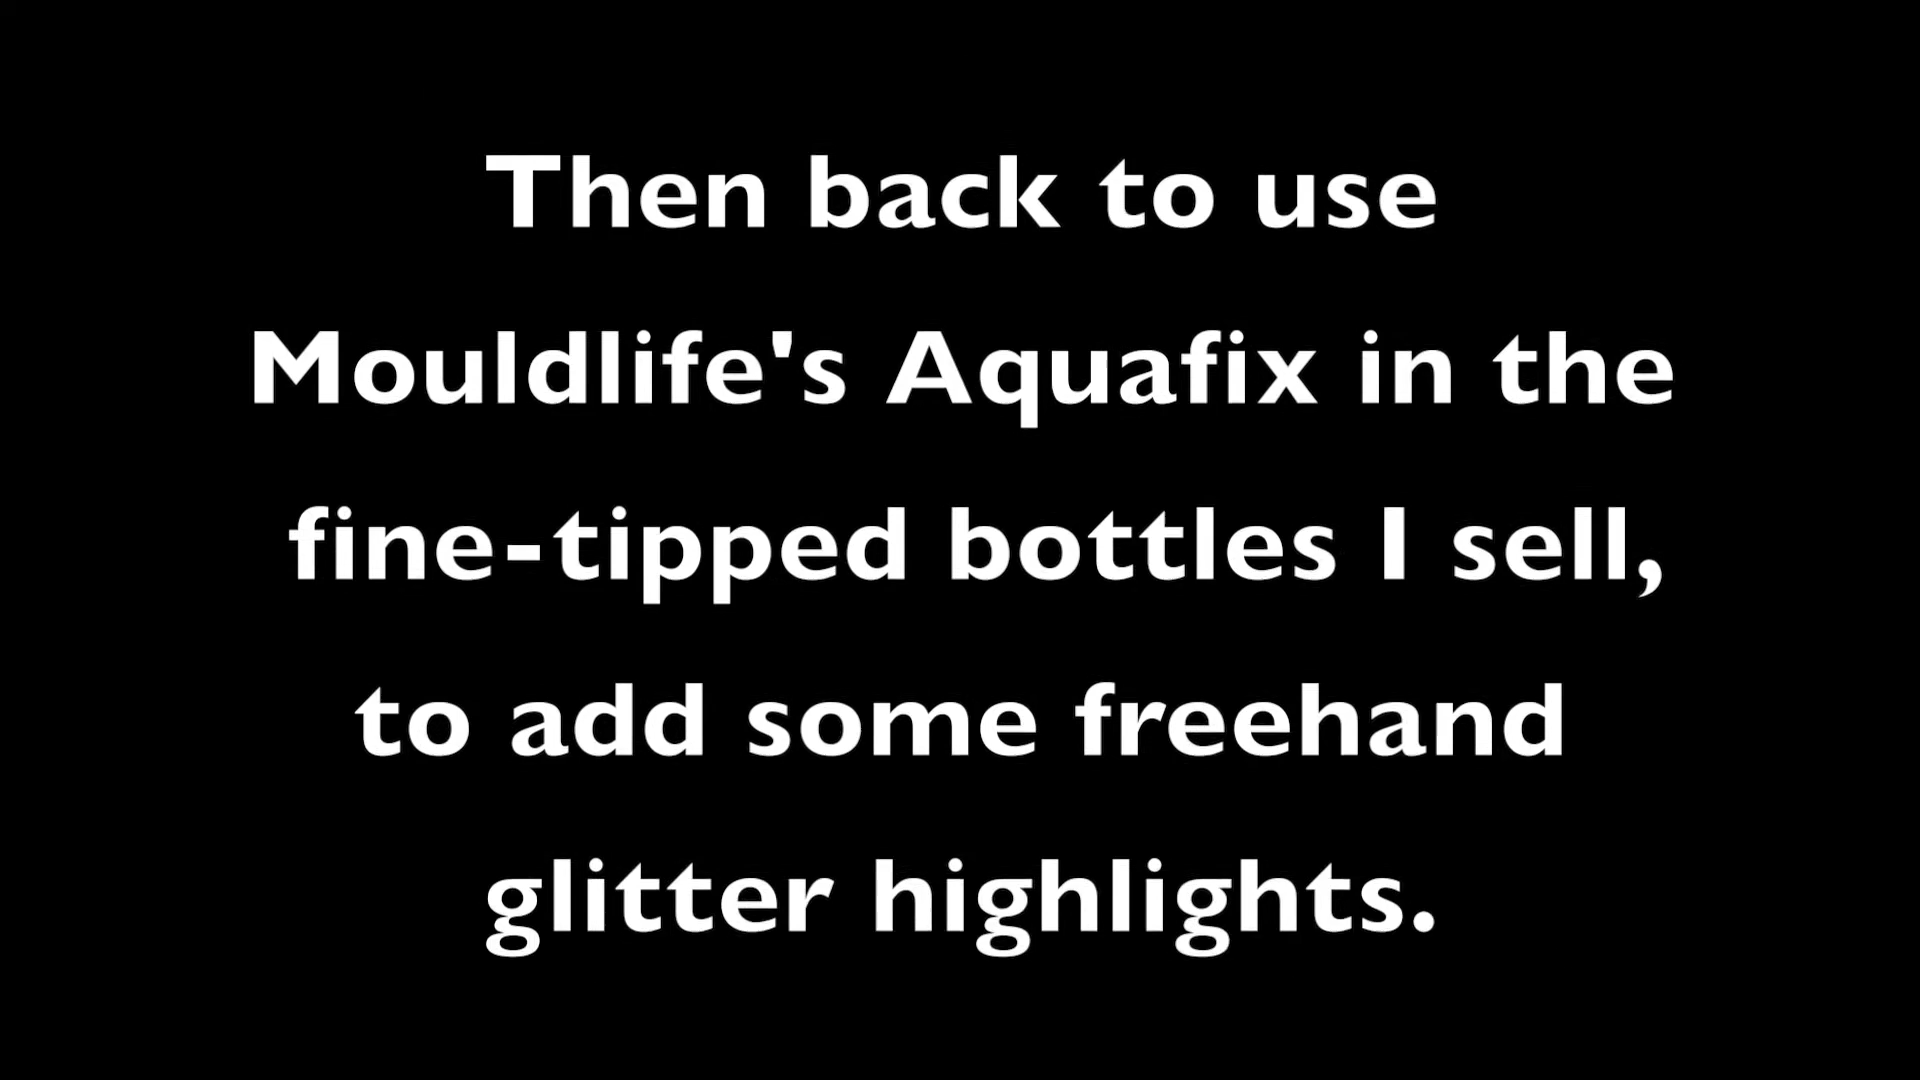 Then back to use
Mouldlife's Aquafix in the
fine-tipped bottles I sell,
to add some freehand
glitter highlights.